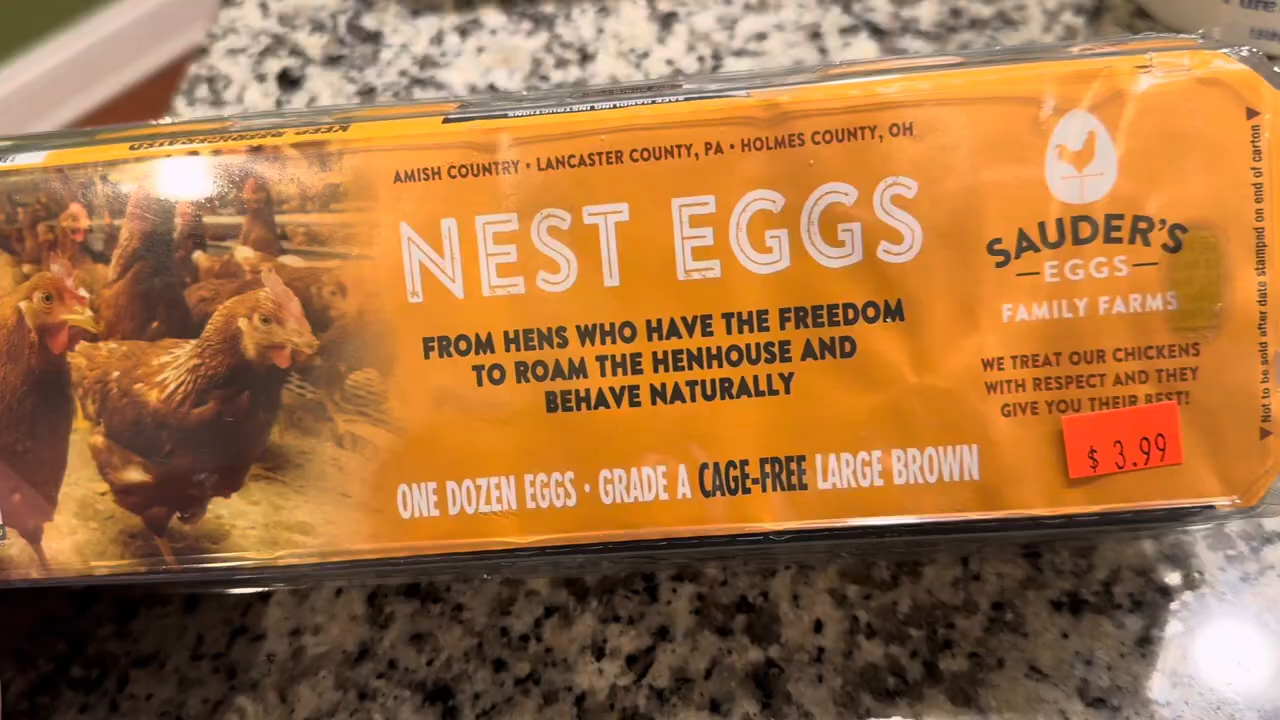 SAFE HANDLING INSTRUCTIONS
KEEP REFRIGERATED
AMISH COUNTRY • LANCASTER COUNTY, PA • HOLMES COUNTY, OH
NEST EGGS
FROM HENS WHO HAVE THE FREEDOM
TO ROAM THE HENHOUSE AND
BEHAVE NATURALLY
ONE DOZEN EGGS • GRADE A CAGE-FREE LARGE BROWN
SAUDER'S
EGGS
FAMILY FARMS
WE TREAT OUR CHICKENS
WITH RESPECT AND THEY
GIVE YOU THEIR BEST!
$ 3.99
Not to be sold after date stamped on end of carton